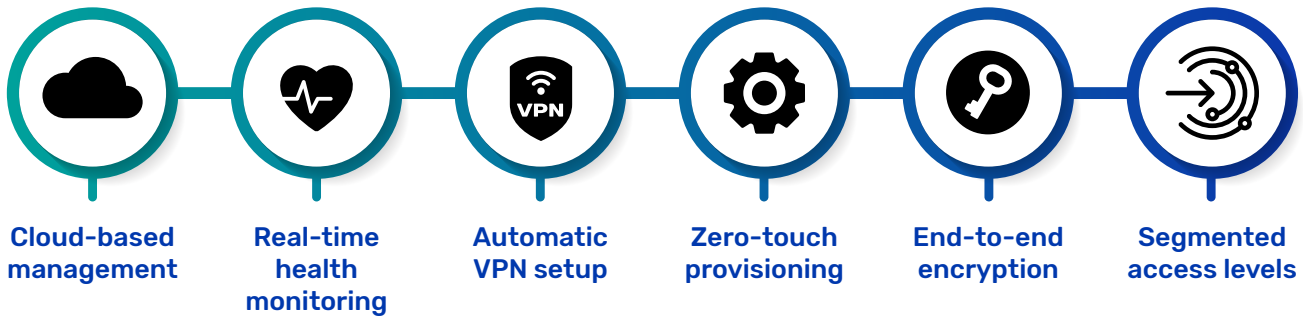 VPN
Cloud-based
management
Real-time
health
monitoring
Automatic
VPN setup
Zero-touch
provisioning
End-to-end
encryption
Segmented
access levels